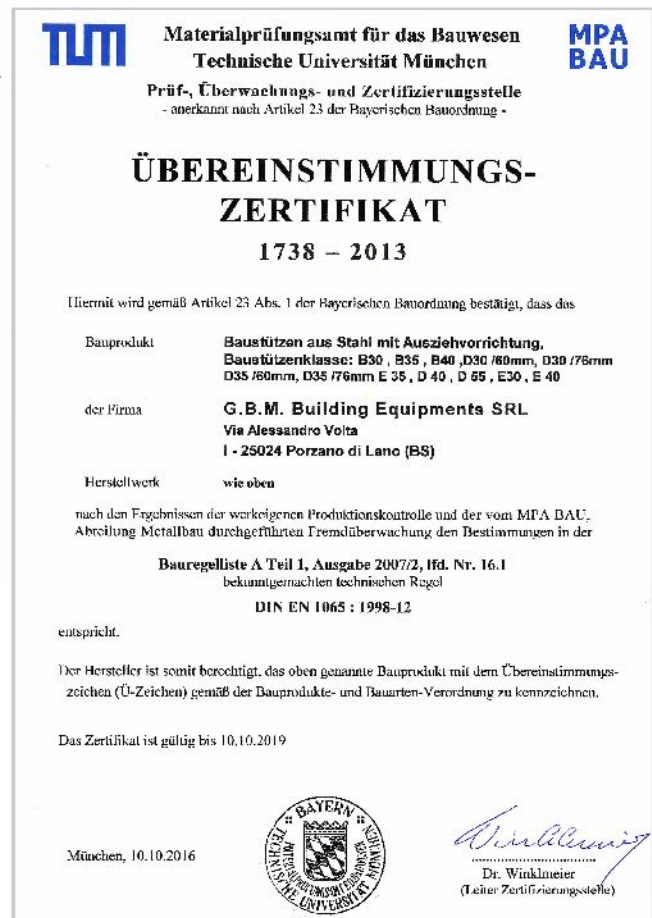 TUM
Materialprüfungsamt für das Bauwesen
Technische Universität München
MPA
BAU
Prüf-, Überwachungs- und Zertifizierungsstelle
- anerkannt nach Artikel 23 der Bayerischen Bauordnung -
ÜBEREINSTIMMUNGS-
ZERTIFIKAT
1738 – 2013
Hiermit wird gemäß Artikel 23 Abs. 1 der Bayerischen Bauordnung bestätigt, dass das
Bauprodukt Baustützen aus Stahl mit Ausziehvorrichtung,
Baustützenklasse: B30 , B35 , B40 ,D30 /60mm, D30 /76mm
D35 /60mm, D35 /76mm E 35 , D 40 , D 55 , E30 , E 40
der Firma G.B.M. Building Equipments SRL
Via Alessandro Volta
I - 25024 Porzano di Leno (BS)
Herstellwerk wie oben
nach den Ergebnissen der werkeigenen Produktionskontrolle und der vom MPA BAU,
Abteilung Metallbau durchgeführten Fremdüberwachung den Bestimmungen in der
Bauregelliste A Teil 1, Ausgabe 2007/2, lfd. Nr. 16.1
bekanntgemachten technischen Regel
DIN EN 1065 : 1998-12
entspricht.
Der Hersteller ist somit berechtigt, das oben genannte Bauprodukt mit dem Übereinstimmungs-
zeichen (Ü-Zeichen) gemäß der Bauprodukte- und Bauarten-Verordnung zu kennzeichnen.
Das Zertifikat ist gültig bis 10.10.2019
BAYERN
TECHNISCHE UNIVERSITÄT MÜNCHEN
München, 10.10.2016
Winklmeier
Dr. Winklmeier
(Leiter Zertifizierungsstelle)